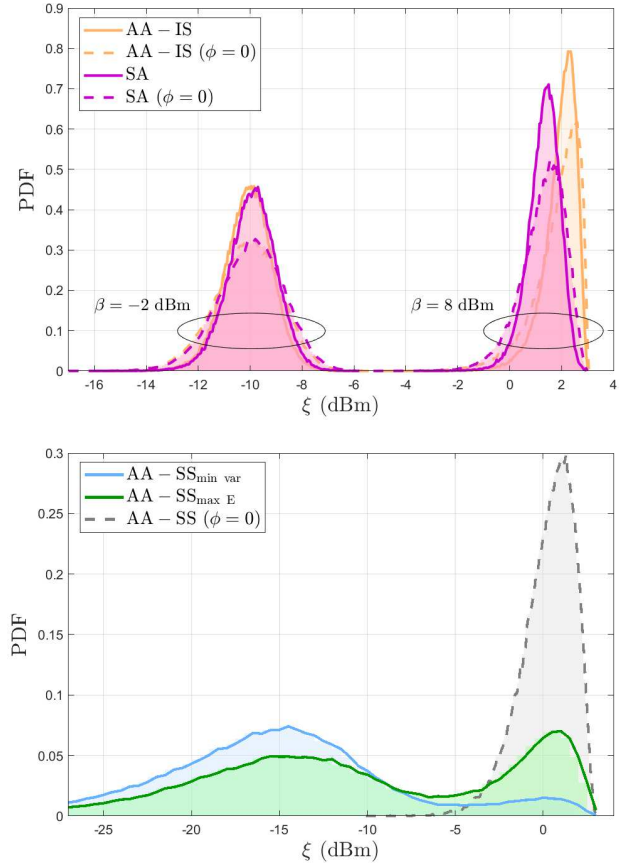 0.9
0.8
0.7
0.6
0.5
0.4
0.3
0.2
0.1
0
PDF
AA − IS
AA − IS (ϕ = 0)
SA
SA (ϕ = 0)
β = −2 dBm
β = 8 dBm
-16 -14 -12 -10 -8 -6 -4 -2 0 2 4
ξ (dBm)
0.3
0.25
0.2
0.15
0.1
0.05
0
PDF
AA − SSmin var
AA − SSmax E
AA − SS (ϕ = 0)
-25 -20 -15 -10 -5 0
ξ (dBm)